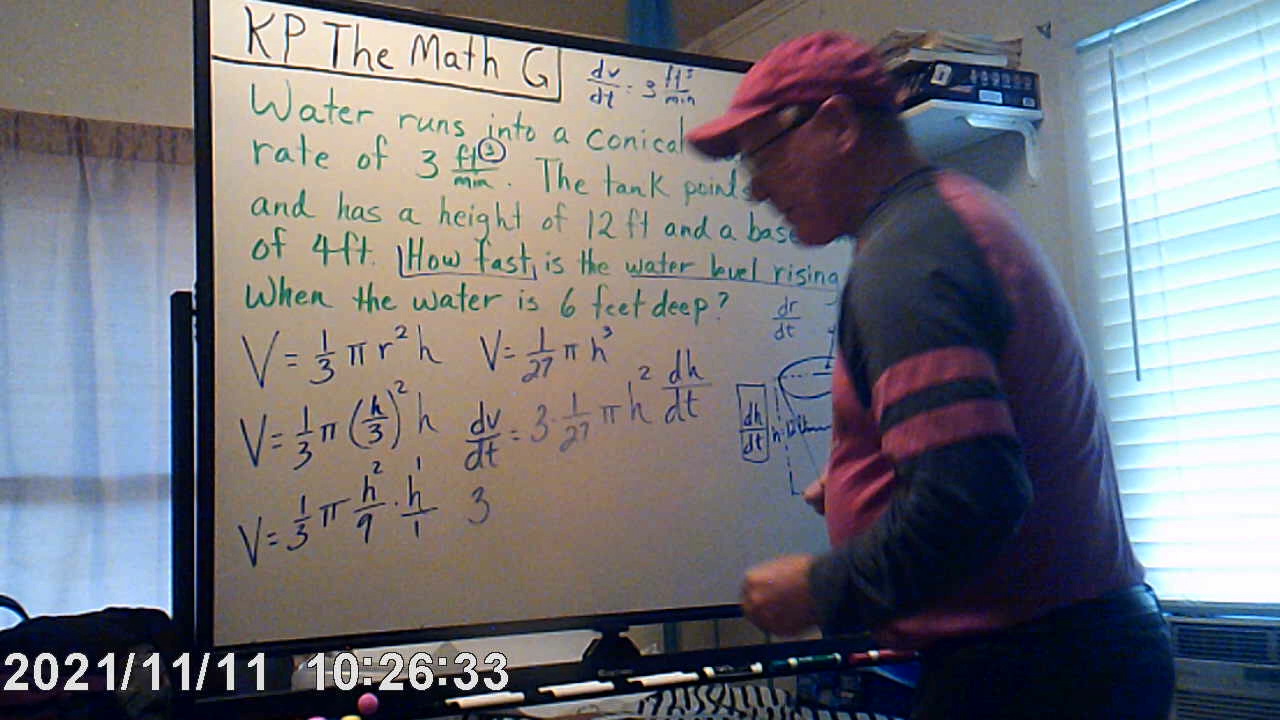 KP The Math G
dv/dt = 3 ft³/min
Water runs into a conical
rate of 3 ft³/min. The tank points
and has a height of 12 ft and a base
of 4ft. How fast is the water level rising
When the water is 6 feet deep?
V = 1/3 π r² h
V = 1/27 π h³
dr/dt
V = 1/3 π (h/3)² h
dv/dt = 3 · 1/27 π h² dh/dt
dh/dt
V = 1/3 π h²/9 · h¹/1
3
2021/11/11 10:26:33